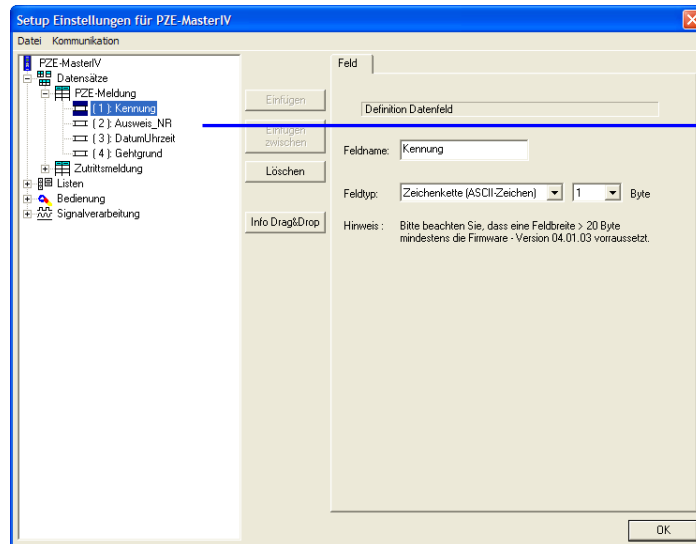 Setup Einstellungen für PZE-MasterIV
Datei Kommunikation
PZE-MasterIV
Datensätze
PZE-Meldung
( 1 ): Kennung
( 2 ): Ausweis_NR
( 3 ): DatumUhrzeit
( 4 ): Gehtgrund
Zutrittsmeldung
Listen
Bedienung
Signalverarbeitung
Einfügen
Einfügen
zwischen
Löschen
Info Drag&Drop
Feld
Definition Datenfeld
Feldname: Kennung
Feldtyp: Zeichenkette (ASCII-Zeichen) 1 Byte
Hinweis : Bitte beachten Sie, dass eine Feldbreite > 20 Byte
mindestens die Firmware - Version 04.01.03 vorraussetzt.
OK